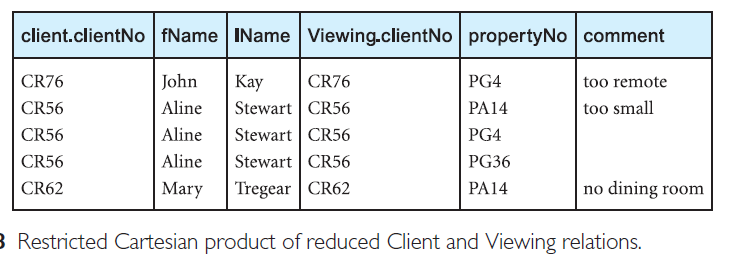 client.clientNo fName lName Viewing.clientNo propertyNo comment
CR76 John Kay CR76 PG4 too remote
CR56 Aline Stewart CR56 PA14 too small
CR56 Aline Stewart CR56 PG4
CR56 Aline Stewart CR56 PG36
CR62 Mary Tregear CR62 PA14 no dining room
Restricted Cartesian product of reduced Client and Viewing relations.